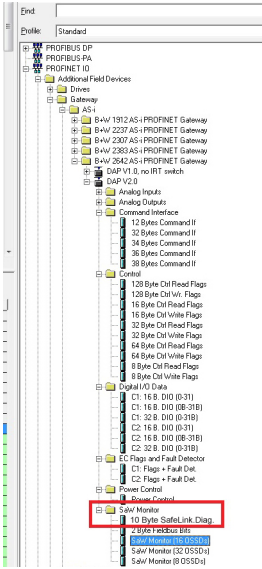 Find:
Profile: Standard
PROFIBUS DP
PROFIBUS-PA
PROFINET IO
Additional Field Devices
Drives
Gateway
AS-i
B+W 1912 AS-i PROFINET Gateway
B+W 2237 AS-i PROFINET Gateway
B+W 2307 AS-i PROFINET Gateway
B+W 2383 AS-i PROFINET Gateway
B+W 2642 AS-i PROFINET Gateway
DAP V1.0, no IRT switch
DAP V2.0
Analog Inputs
Analog Outputs
Command Interface
12 Bytes Command If
32 Bytes Command If
34 Bytes Command If
36 Bytes Command If
38 Bytes Command If
Control
128 Byte Ctrl Read Flags
128 Byte Ctrl Wr. Flags
16 Byte Ctrl Read Flags
16 Byte Ctrl Write Flags
32 Byte Ctrl Read Flags
32 Byte Ctrl Write Flags
64 Byte Ctrl Read Flags
64 Byte Ctrl Write Flags
8 Byte Ctrl Read Flags
8 Byte Ctrl Write Flags
Digital I/O Data
C1: 16 B. DIO (0-31)
C1: 16 B. DIO (0B-31B)
C1: 32 B. DIO (0-31B)
C2: 16 B. DIO (0-31)
C2: 16 B. DIO (0B-31B)
C2: 32 B. DIO (0-31B)
EC Flags and Fault Detector
C1: Flags + Fault Det.
C2: Flags + Fault Det.
Power Control
Power Control
SaW Monitor
10 Byte SafeLink.Diag.
2 Byte Fieldbus Bits
SaW Monitor (16 OSSDs)
SaW Monitor (32 OSSDs)
SaW Monitor (8 OSSDs)